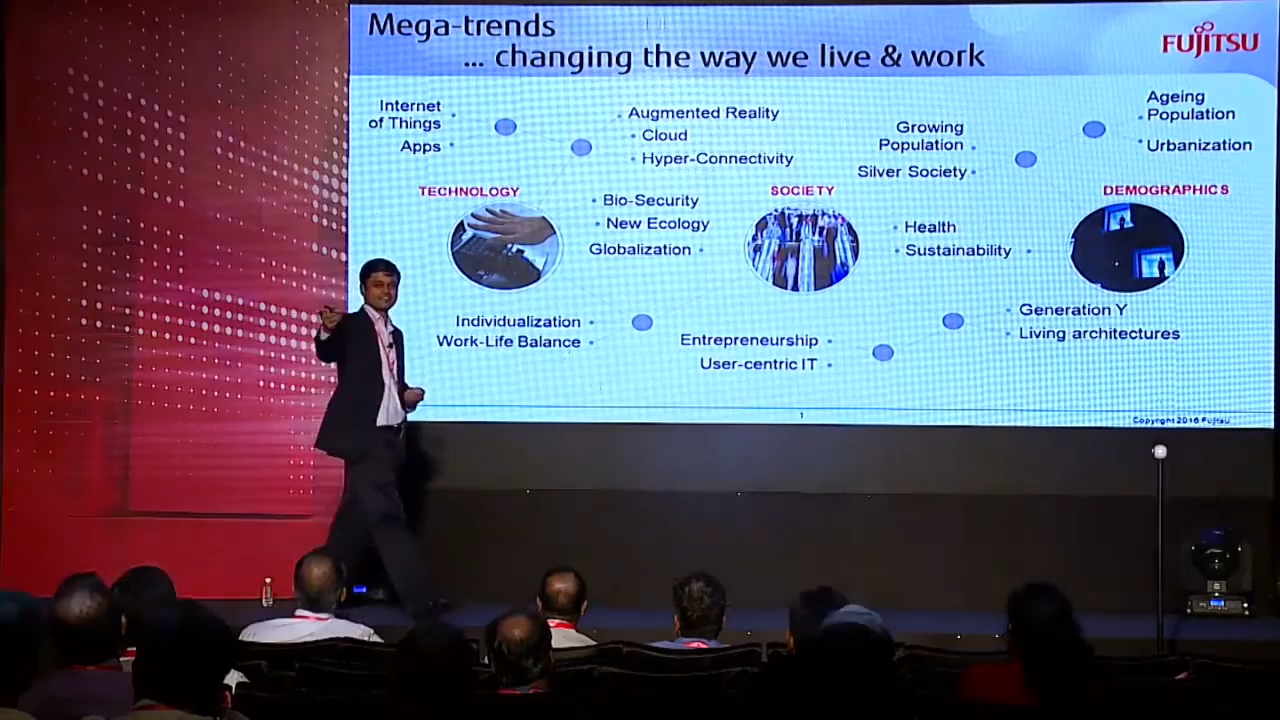 Mega-trends
... changing the way we live & work
FUJITSU
Internet
of Things
Apps
Augmented Reality
Cloud
Hyper-Connectivity
Growing
Population
Silver Society
Ageing
Population
Urbanization
TECHNOLOGY
SOCIETY
DEMOGRAPHICS
Bio-Security
New Ecology
Globalization
Health
Sustainability
Individualization
Work-Life Balance
Entrepreneurship
User-centric IT
Generation Y
Living architectures
1
Copyright 2016 Fujitsu